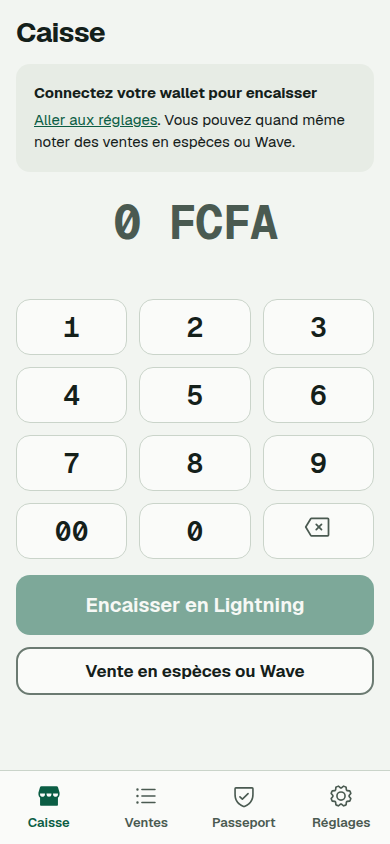 Caisse
Connectez votre wallet pour encaisser
Aller aux réglages. Vous pouvez quand même
noter des ventes en espèces ou Wave.
0 FCFA
1 2 3
4 5 6
7 8 9
00 0
Encaisser en Lightning
Vente en espèces ou Wave
Caisse Ventes Passeport Réglages